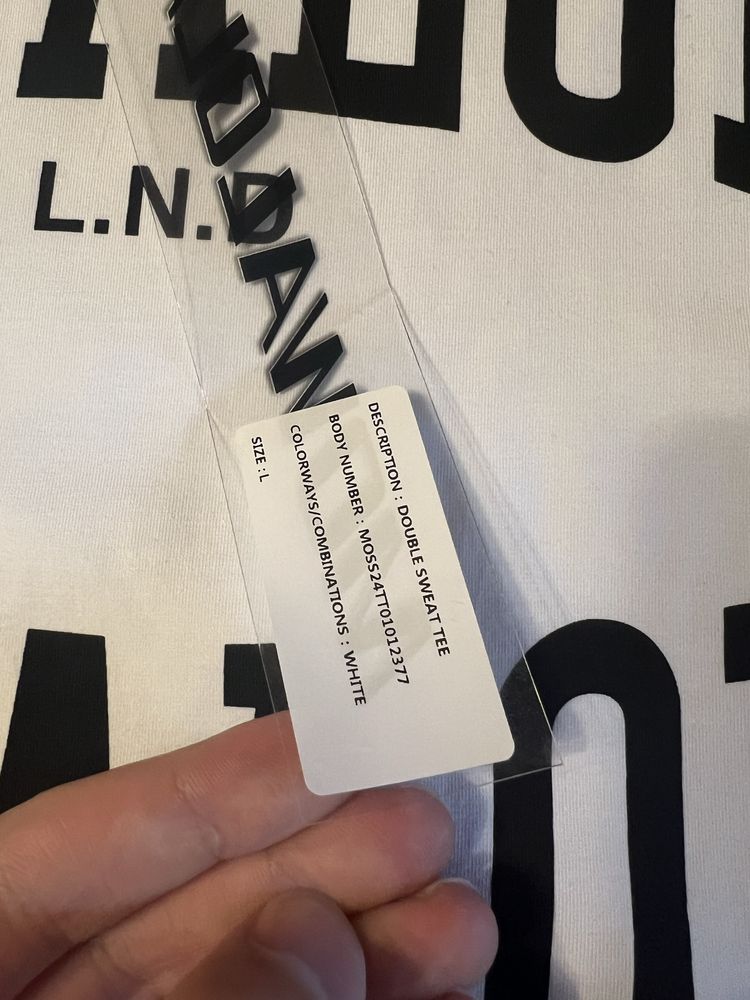 L.N.D
DESCRIPTION : DOUBLE SWEAT TEE
BODY NUMBER : MOSS24TT01012377
COLORWAYS/COMBINATIONS : WHITE
SIZE : L